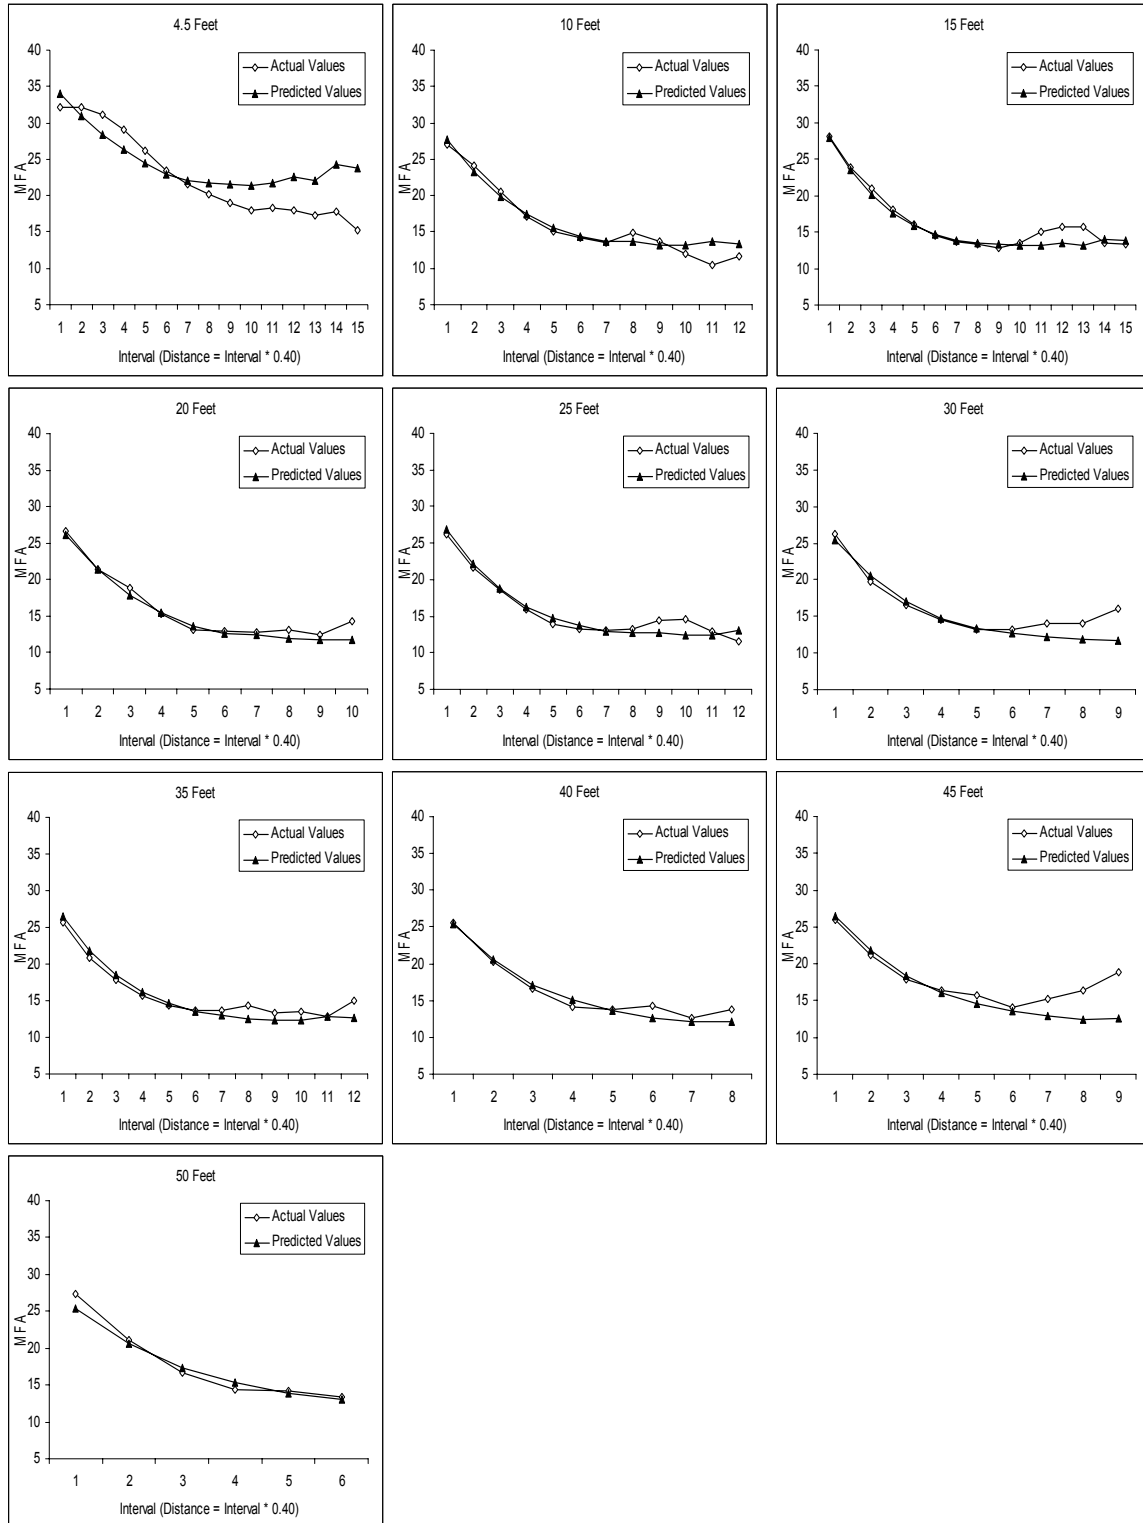 4.5 Feet
40
35
30
25
20
15
10
5
MFA
Actual Values
Predicted Values
1 2 3 4 5 6 7 8 9 10 11 12 13 14 15
Interval (Distance = Interval * 0.40)
10 Feet
40
35
30
25
20
15
10
5
MFA
Actual Values
Predicted Values
1 2 3 4 5 6 7 8 9 10 11 12
Interval (Distance = Interval * 0.40)
15 Feet
40
35
30
25
20
15
10
5
MFA
Actual Values
Predicted Values
1 2 3 4 5 6 7 8 9 10 11 12 13 14 15
Interval (Distance = Interval * 0.40)
20 Feet
40
35
30
25
20
15
10
5
MFA
Actual Values
Predicted Values
1 2 3 4 5 6 7 8 9 10
Interval (Distance = Interval * 0.40)
25 Feet
40
35
30
25
20
15
10
5
MFA
Actual Values
Predicted Values
1 2 3 4 5 6 7 8 9 10 11 12
Interval (Distance = Interval * 0.40)
30 Feet
40
35
30
25
20
15
10
5
MFA
Actual Values
Predicted Values
1 2 3 4 5 6 7 8 9
Interval (Distance = Interval * 0.40)
35 Feet
40
35
30
25
20
15
10
5
MFA
Actual Values
Predicted Values
1 2 3 4 5 6 7 8 9 10 11 12
Interval (Distance = Interval * 0.40)
40 Feet
40
35
30
25
20
15
10
5
MFA
Actual Values
Predicted Values
1 2 3 4 5 6 7 8
Interval (Distance = Interval * 0.40)
45 Feet
40
35
30
25
20
15
10
5
MFA
Actual Values
Predicted Values
1 2 3 4 5 6 7 8 9
Interval (Distance = Interval * 0.40)
50 Feet
40
35
30
25
20
15
10
5
MFA
Actual Values
Predicted Values
1 2 3 4 5 6
Interval (Distance = Interval * 0.40)